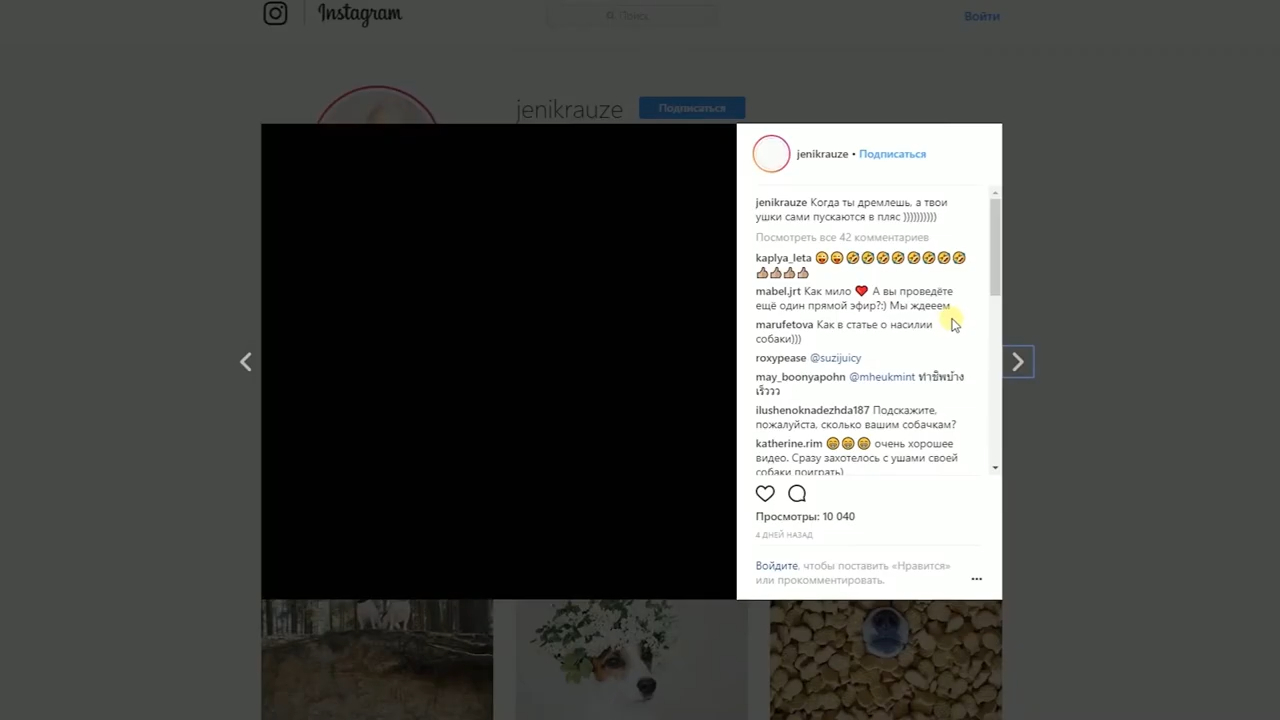 Instagram
Поиск
Войти
jenikrauze
Подписаться
jenikrauze • Подписаться
jenikrauze Когда ты дремлешь, а твои
ушки сами пускаются в пляс ))))))))))
Посмотреть все 42 комментариев
kaplya_leta 😜😜🤣🤣🤣🤣🤣🤣🤣🤣
👍🏼👍🏼👍🏼👍🏼
mabel.jrt Как мило ❤️ А вы проведёте
ещё один прямой эфир?:) Мы ждееем
marufetova Как в статье о насилии
собаки)))
roxypease @suzijuicy
may_boonyapohn @mheukmint ทำซัพบ้าง
เร็ววว
ilushenoknadezhda187 Подскажите,
пожалуйста, сколько вашим собачкам?
katherine.rim 😁😁😁 очень хорошее
видео. Сразу захотелось с ушами своей
собаки поиграть)
Просмотры: 10 040
4 ДНЕЙ НАЗАД
Войдите, чтобы поставить «Нравится»
или прокомментировать.